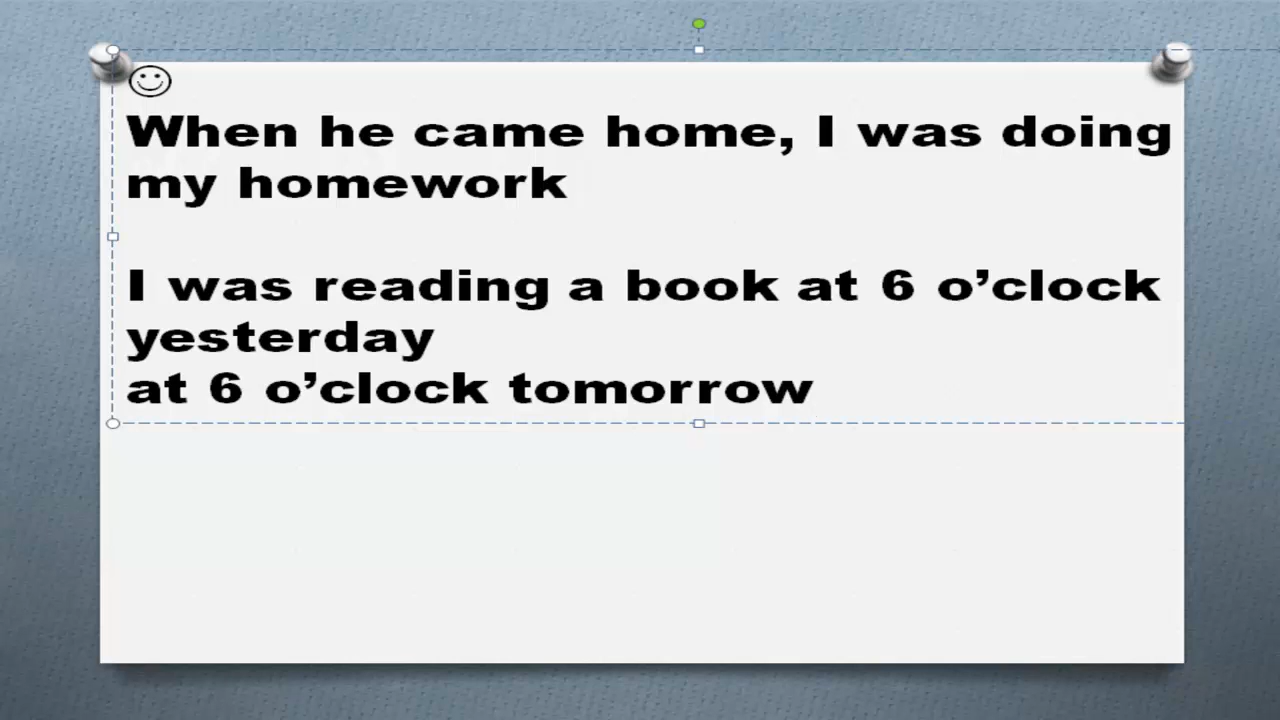 When he came home, I was doing
my homework
I was reading a book at 6 o’clock
yesterday
at 6 o’clock tomorrow